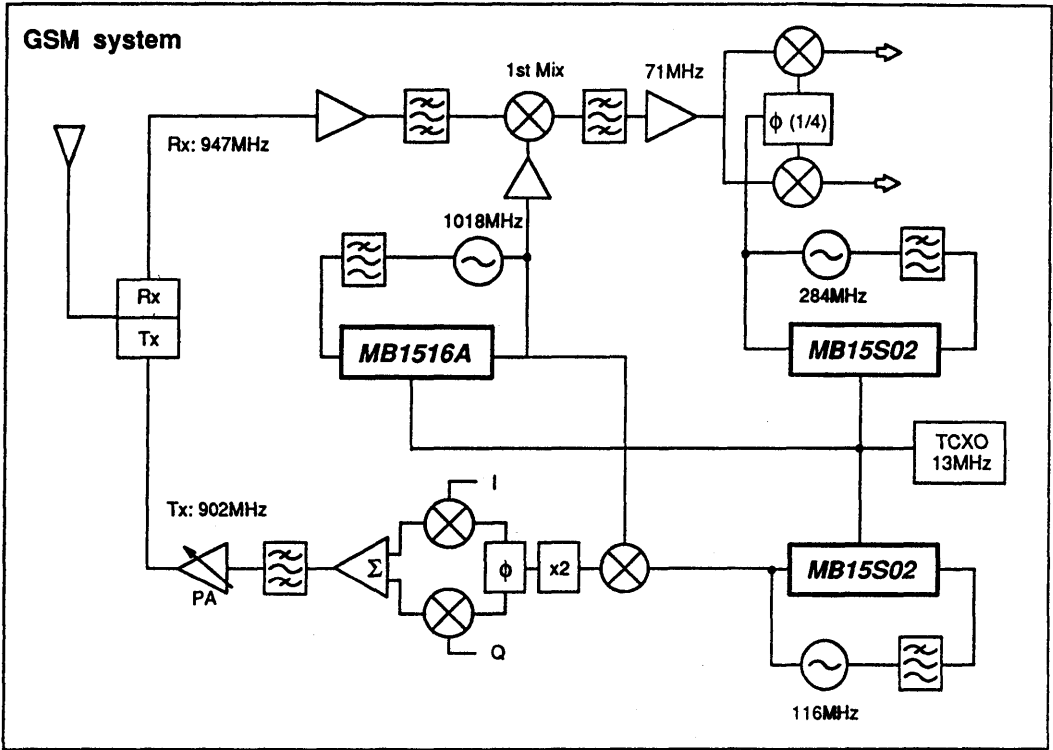 GSM system
1st Mix
71MHz
Rx: 947MHz
ϕ (1/4)
1018MHz
284MHz
Rx
Tx
MB1516A
MB15S02
TCXO
13MHz
Tx: 902MHz
I
Σ
ϕ
x2
MB15S02
PA
Q
116MHz